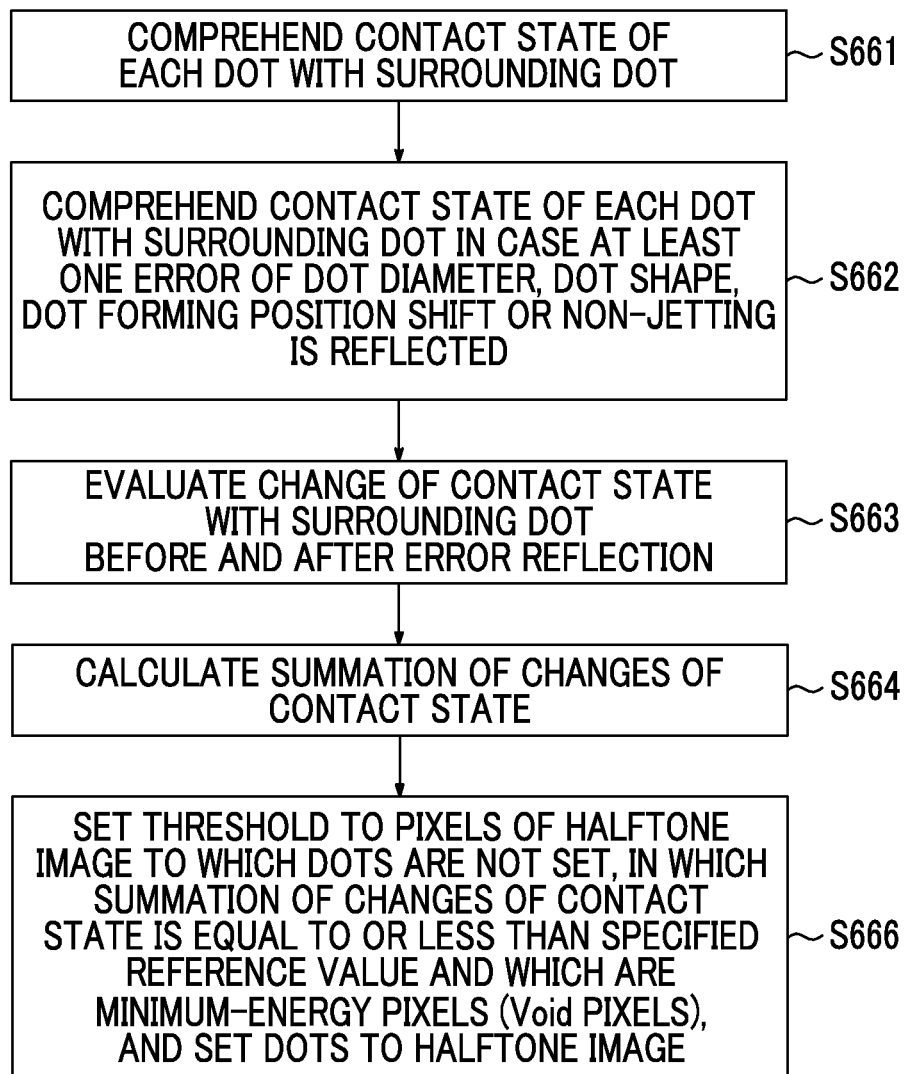 COMPREHEND CONTACT STATE OF
EACH DOT WITH SURROUNDING DOT
S661
COMPREHEND CONTACT STATE OF EACH DOT
WITH SURROUNDING DOT IN CASE AT LEAST
ONE ERROR OF DOT DIAMETER, DOT SHAPE,
DOT FORMING POSITION SHIFT OR NON-JETTING
IS REFLECTED
S662
EVALUATE CHANGE OF CONTACT STATE
WITH SURROUNDING DOT
BEFORE AND AFTER ERROR REFLECTION
S663
CALCULATE SUMMATION OF CHANGES OF
CONTACT STATE
S664
SET THRESHOLD TO PIXELS OF HALFTONE
IMAGE TO WHICH DOTS ARE NOT SET, IN WHICH
SUMMATION OF CHANGES OF CONTACT
STATE IS EQUAL TO OR LESS THAN SPECIFIED
REFERENCE VALUE AND WHICH ARE
MINIMUM-ENERGY PIXELS (Void PIXELS),
AND SET DOTS TO HALFTONE IMAGE
S666